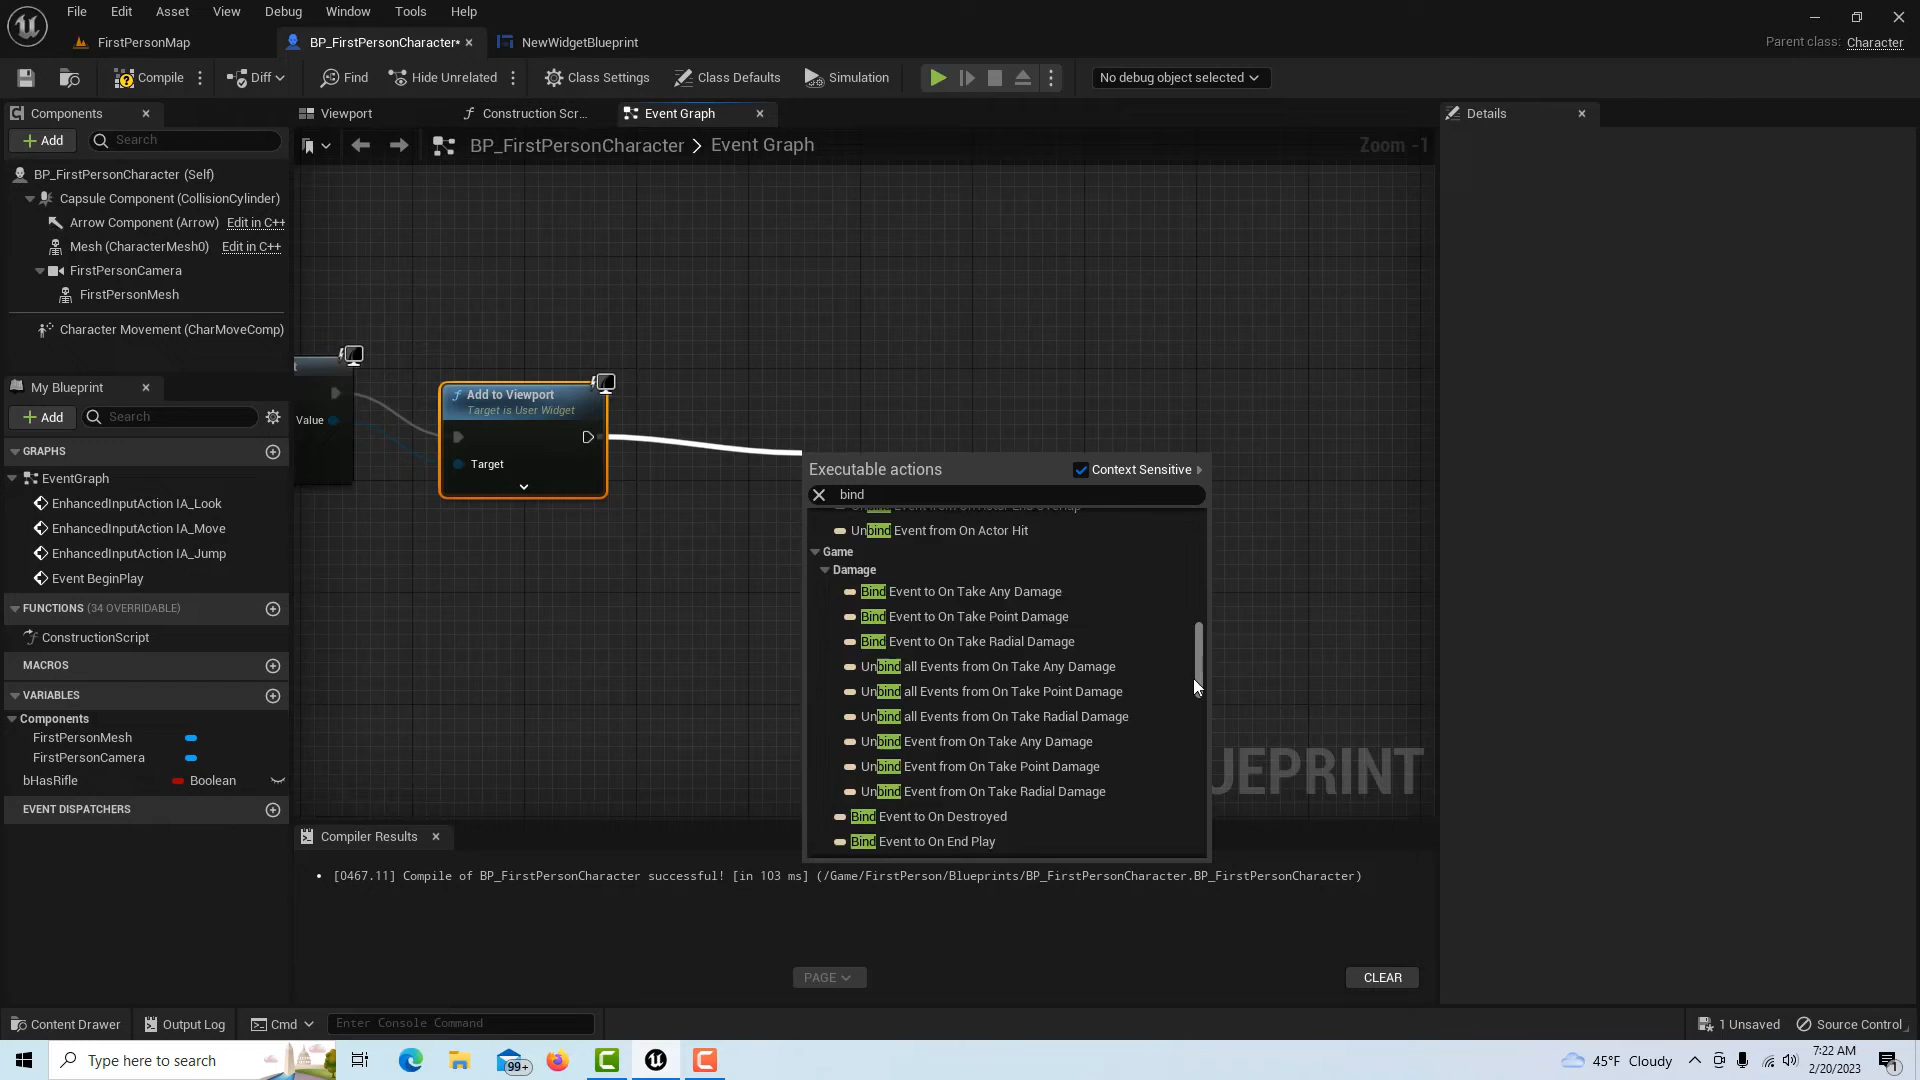 File Edit Asset View Debug Window Tools Help
FirstPersonMap BP_FirstPersonCharacter* NewWidgetBlueprint
Parent class: Character
Compile Diff Find Hide Unrelated Class Settings Class Defaults Simulation No debug object selected
Components Viewport Construction Scr... Event Graph Details
Add Search
BP_FirstPersonCharacter > Event Graph Zoom -1
BP_FirstPersonCharacter (Self)
Capsule Component (CollisionCylinder)
Arrow Component (Arrow) Edit in C++
Mesh (CharacterMesh0) Edit in C++
FirstPersonCamera
FirstPersonMesh
Character Movement (CharMoveComp)
My Blueprint
Add Search
GRAPHS
EventGraph
EnhancedInputAction IA_Look
EnhancedInputAction IA_Move
EnhancedInputAction IA_Jump
Event BeginPlay
FUNCTIONS (34 OVERRIDABLE)
ConstructionScript
MACROS
VARIABLES
Components
FirstPersonMesh
FirstPersonCamera
bHasRifle Boolean
EVENT DISPATCHERS
t
Value
Add to Viewport
Target is User Widget
Target
Executable actions Context Sensitive
bind
Unbind Event from On Actor End Overlap
Unbind Event from On Actor Hit
Game
Damage
Bind Event to On Take Any Damage
Bind Event to On Take Point Damage
Bind Event to On Take Radial Damage
Unbind all Events from On Take Any Damage
Unbind all Events from On Take Point Damage
Unbind all Events from On Take Radial Damage
Unbind Event from On Take Any Damage
Unbind Event from On Take Point Damage
Unbind Event from On Take Radial Damage
Bind Event to On Destroyed
Bind Event to On End Play
UEPRINT
Compiler Results
[0467.11] Compile of BP_FirstPersonCharacter successful! [in 103 ms] (/Game/FirstPerson/Blueprints/BP_FirstPersonCharacter.BP_FirstPersonCharacter)
PAGE CLEAR
Content Drawer Output Log Cmd Enter Console Command 1 Unsaved Source Control
Type here to search 99+ 45°F Cloudy 7:22 AM
2/20/2023
1